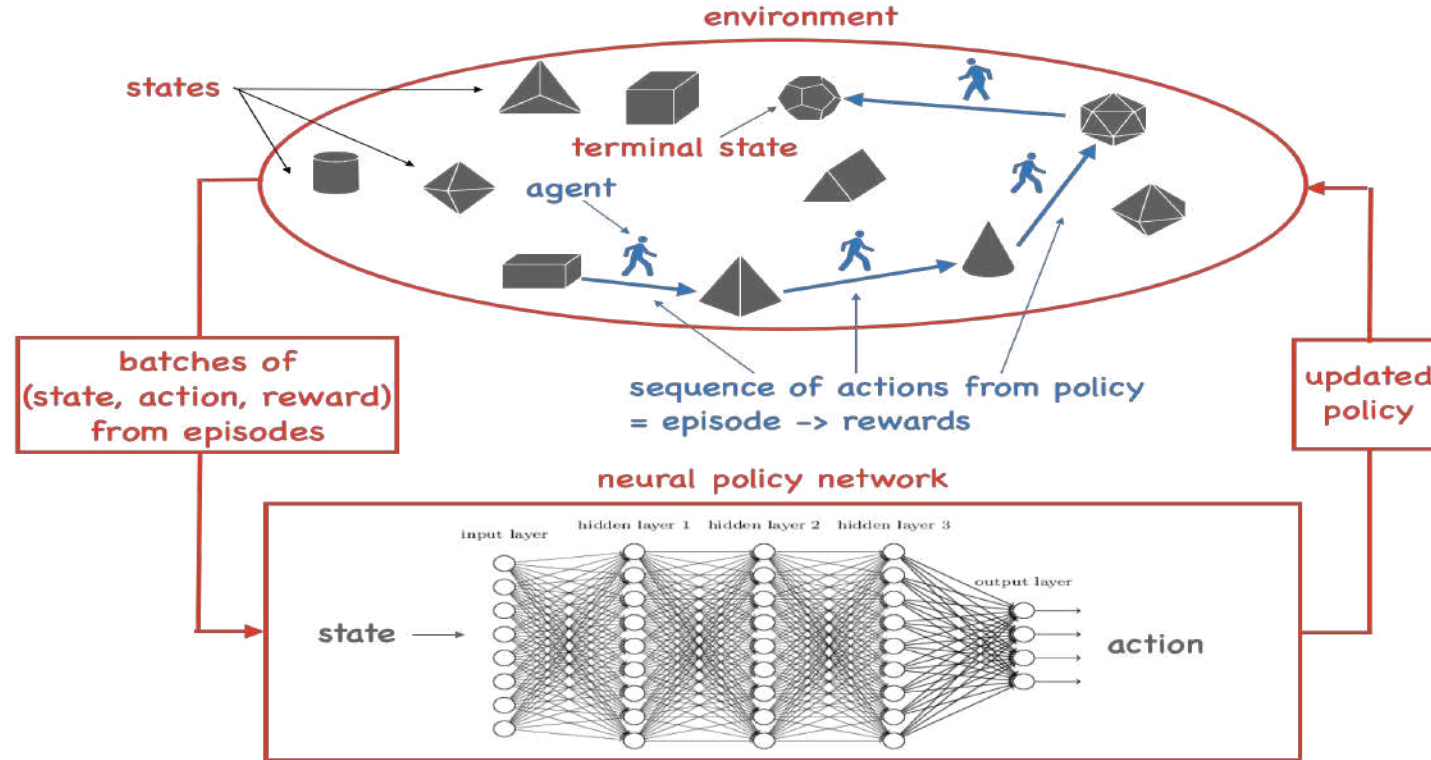 environment
states
terminal state
agent
batches of
(state, action, reward)
from episodes
sequence of actions from policy
= episode -> rewards
updated
policy
neural policy network
input layer
hidden layer 1
hidden layer 2
hidden layer 3
output layer
state
action